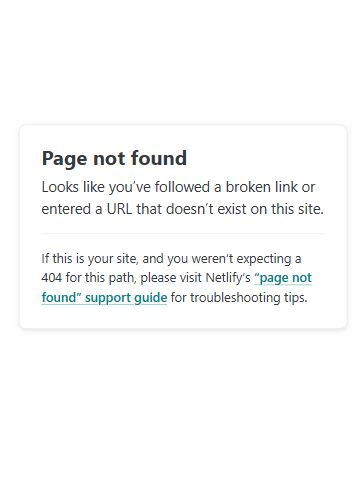 Page not found
Looks like you’ve followed a broken link or
entered a URL that doesn’t exist on this site.
If this is your site, and you weren’t expecting a
404 for this path, please visit Netlify’s “page not
found” support guide for troubleshooting tips.